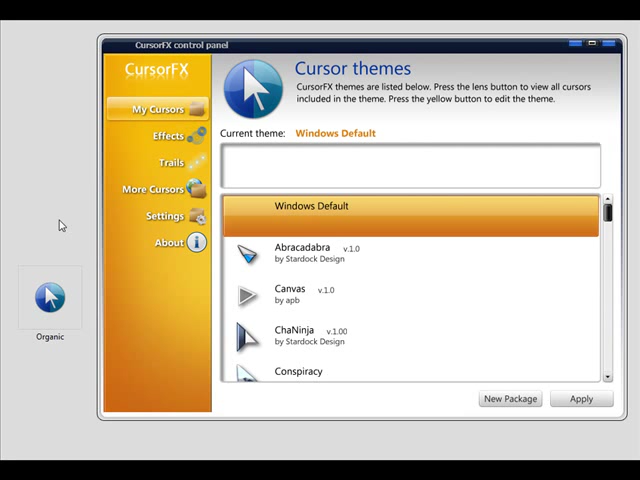 CursorFX control panel
CursorFX
My Cursors
Effects
Trails
More Cursors
Settings
About
Cursor themes
CursorFX themes are listed below. Press the lens button to view all cursors
included in the theme. Press the yellow button to edit the theme.
Current theme: Windows Default
Windows Default
Abracadabra v.1.0
by Stardock Design
Canvas v.1.0
by apb
ChaNinja v.1.00
by Stardock Design
Conspiracy
New Package
Apply
Organic